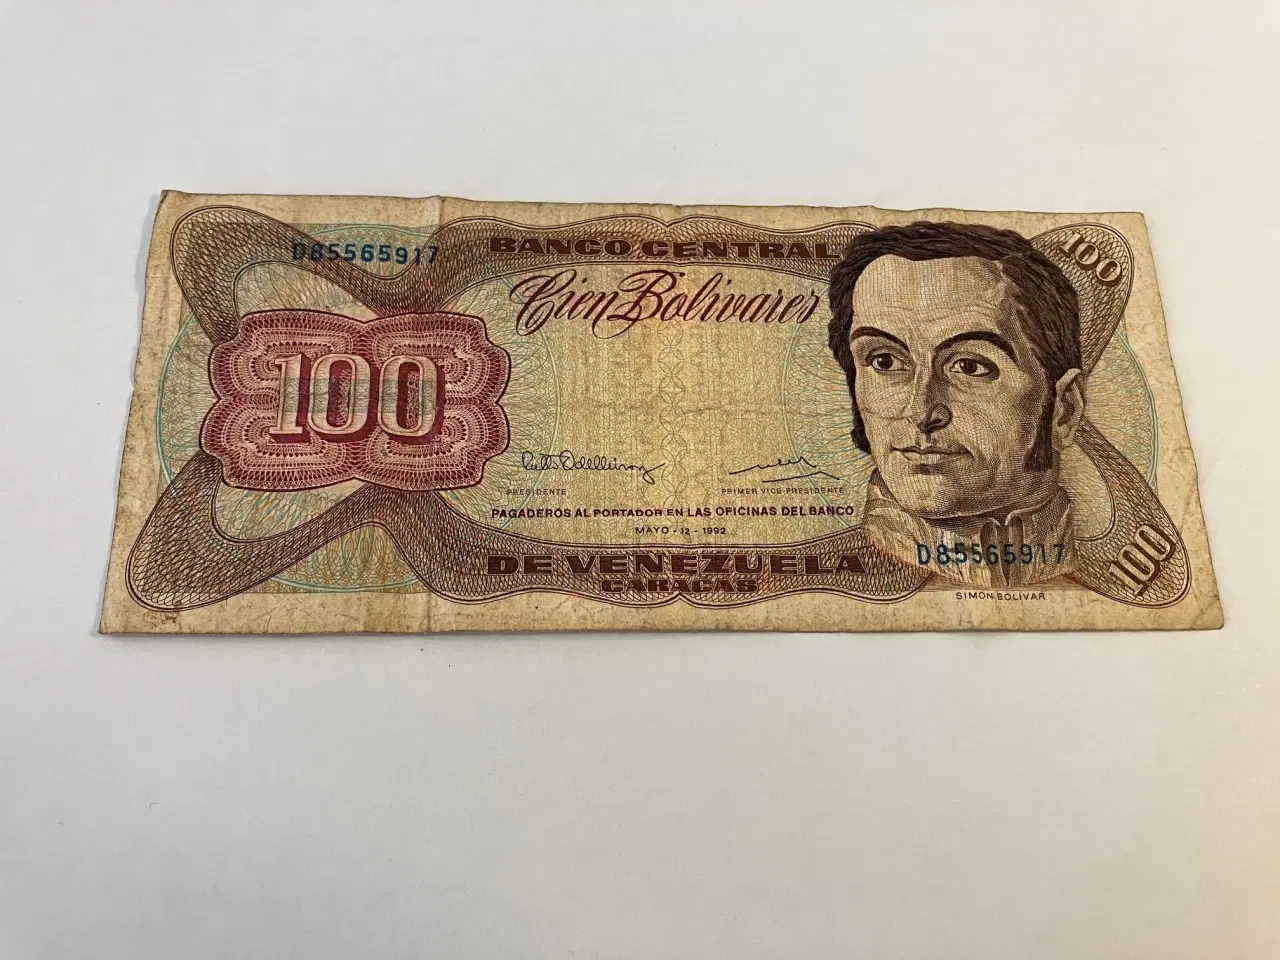 D85565917
BANCO CENTRAL
100
Cien Bolivares
100
PRESIDENTE
PRIMER VICE-PRESIDENTE
PAGADEROS AL PORTADOR EN LAS OFICINAS DEL BANCO
MAYO - 12 - 1992
DE VENEZUELA
CARACAS
D85565917
100
SIMON BOLIVAR